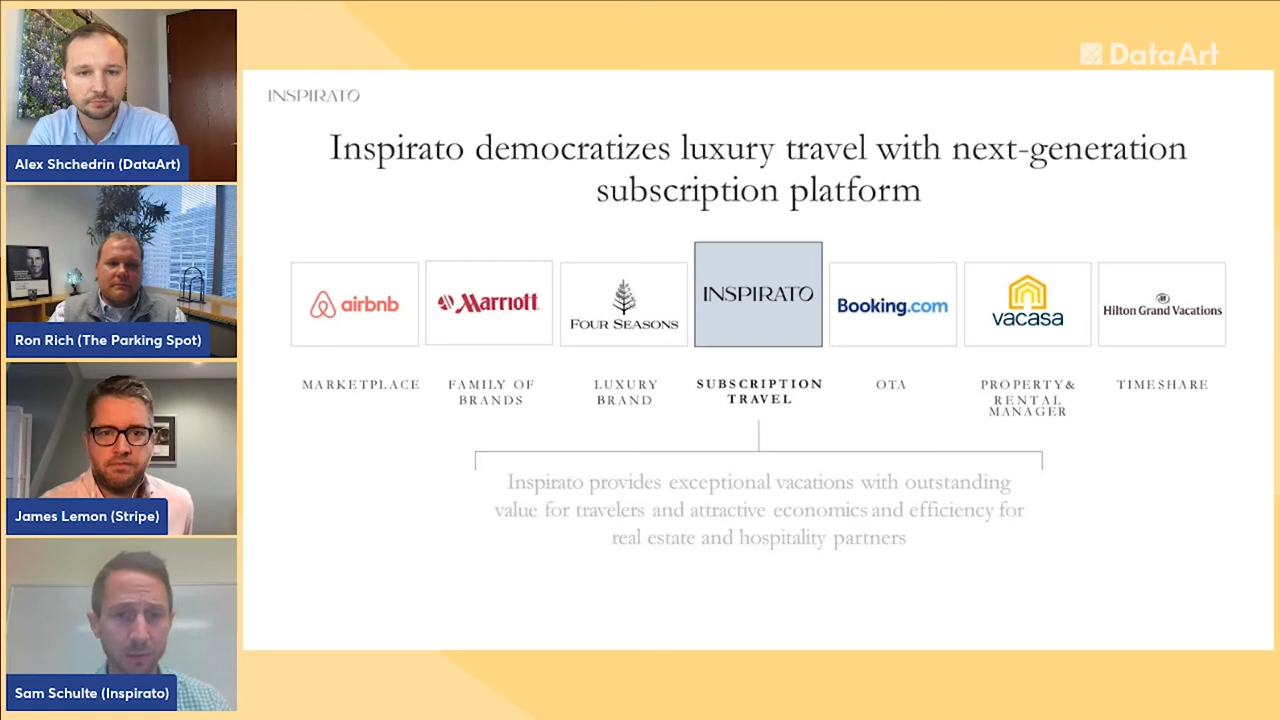 DataArt
Alex Shchedrin (DataArt)
Ron Rich (The Parking Spot)
James Lemon (Stripe)
Sam Schulte (Inspirato)
INSPIRATO
Inspirato democratizes luxury travel with next-generation
subscription platform
airbnb
Marriott
FOUR SEASONS
INSPIRATO
Booking.com
vacasa
Hilton Grand Vacations
MARKETPLACE
FAMILY OF
BRANDS
LUXURY
BRAND
SUBSCRIPTION
TRAVEL
OTA
PROPERTY&
RENTAL
MANAGER
TIMESHARE
Inspirato provides exceptional vacations with outstanding
value for travelers and attractive economics and efficiency for
real estate and hospitality partners